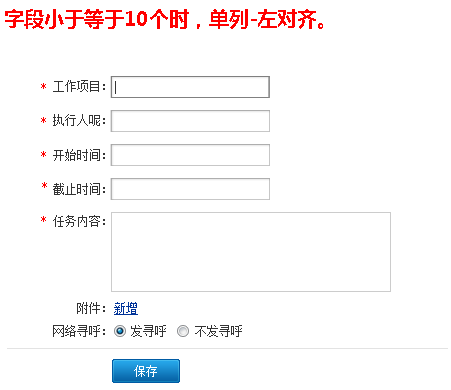 字段小于等于10个时，单列-左对齐。
* 工作项目：
* 执行人呢：
* 开始时间：
* 截止时间：
* 任务内容：
附件： 新增
网络寻呼： 发寻呼 不发寻呼
保存